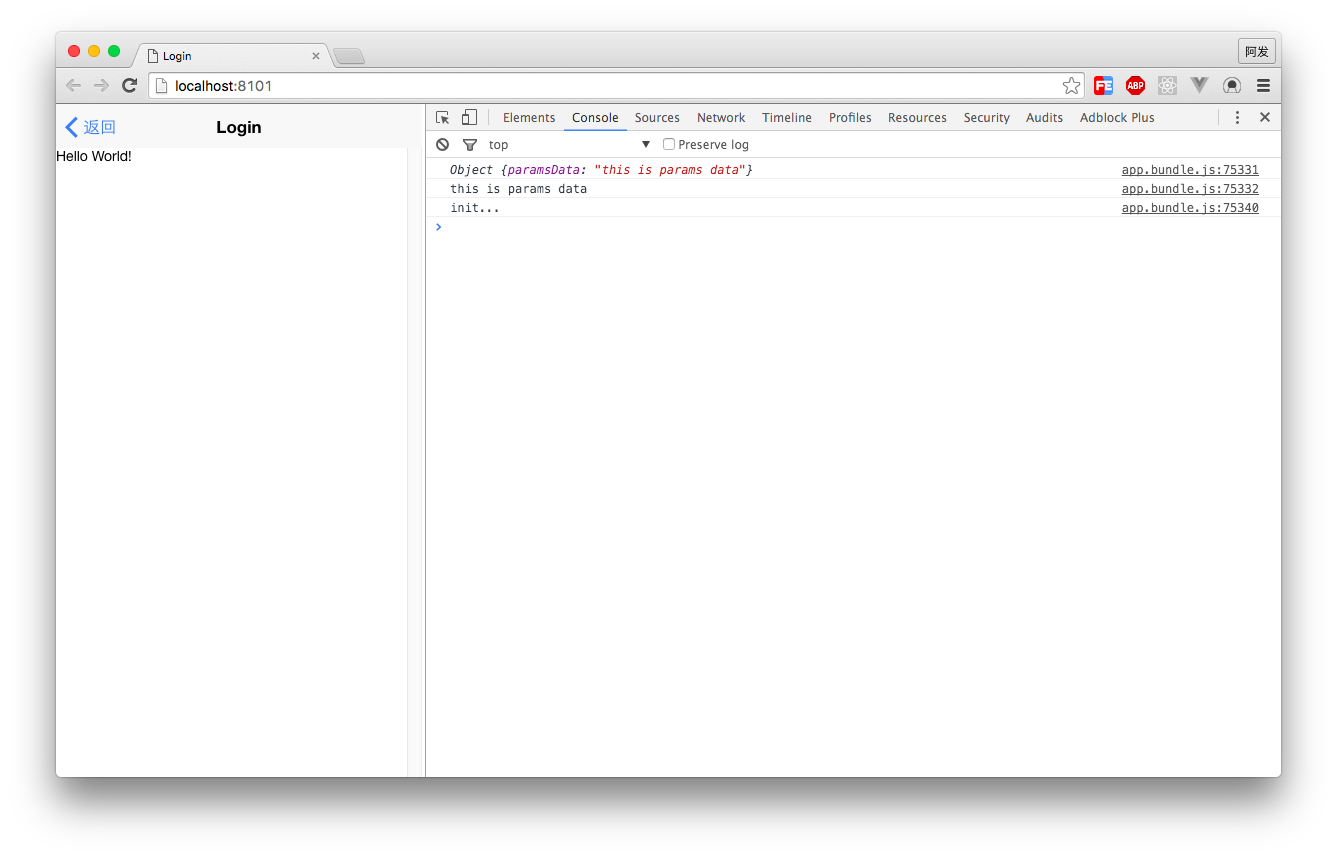 Login
阿发
localhost:8101
FE
ABP
返回
Login
Hello World!
Elements Console Sources Network Timeline Profiles Resources Security Audits Adblock Plus
top Preserve log
Object {paramsData: "this is params data"} app.bundle.js:75331
this is params data app.bundle.js:75332
init... app.bundle.js:75340